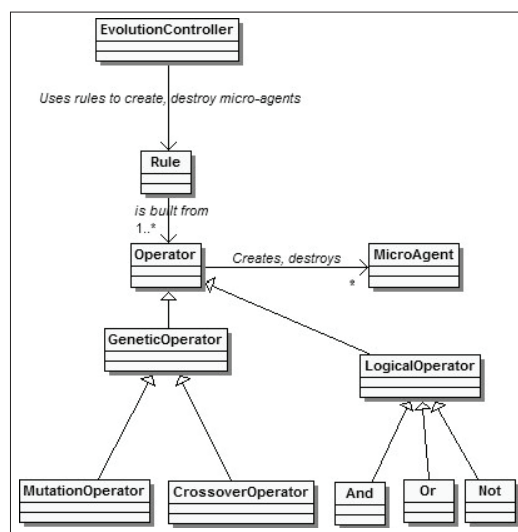 EvolutionController
Uses rules to create, destroy micro-agents
Rule
is built from
1..*
Operator
Creates, destroys
MicroAgent
*
GeneticOperator
LogicalOperator
MutationOperator
CrossoverOperator
And
Or
Not